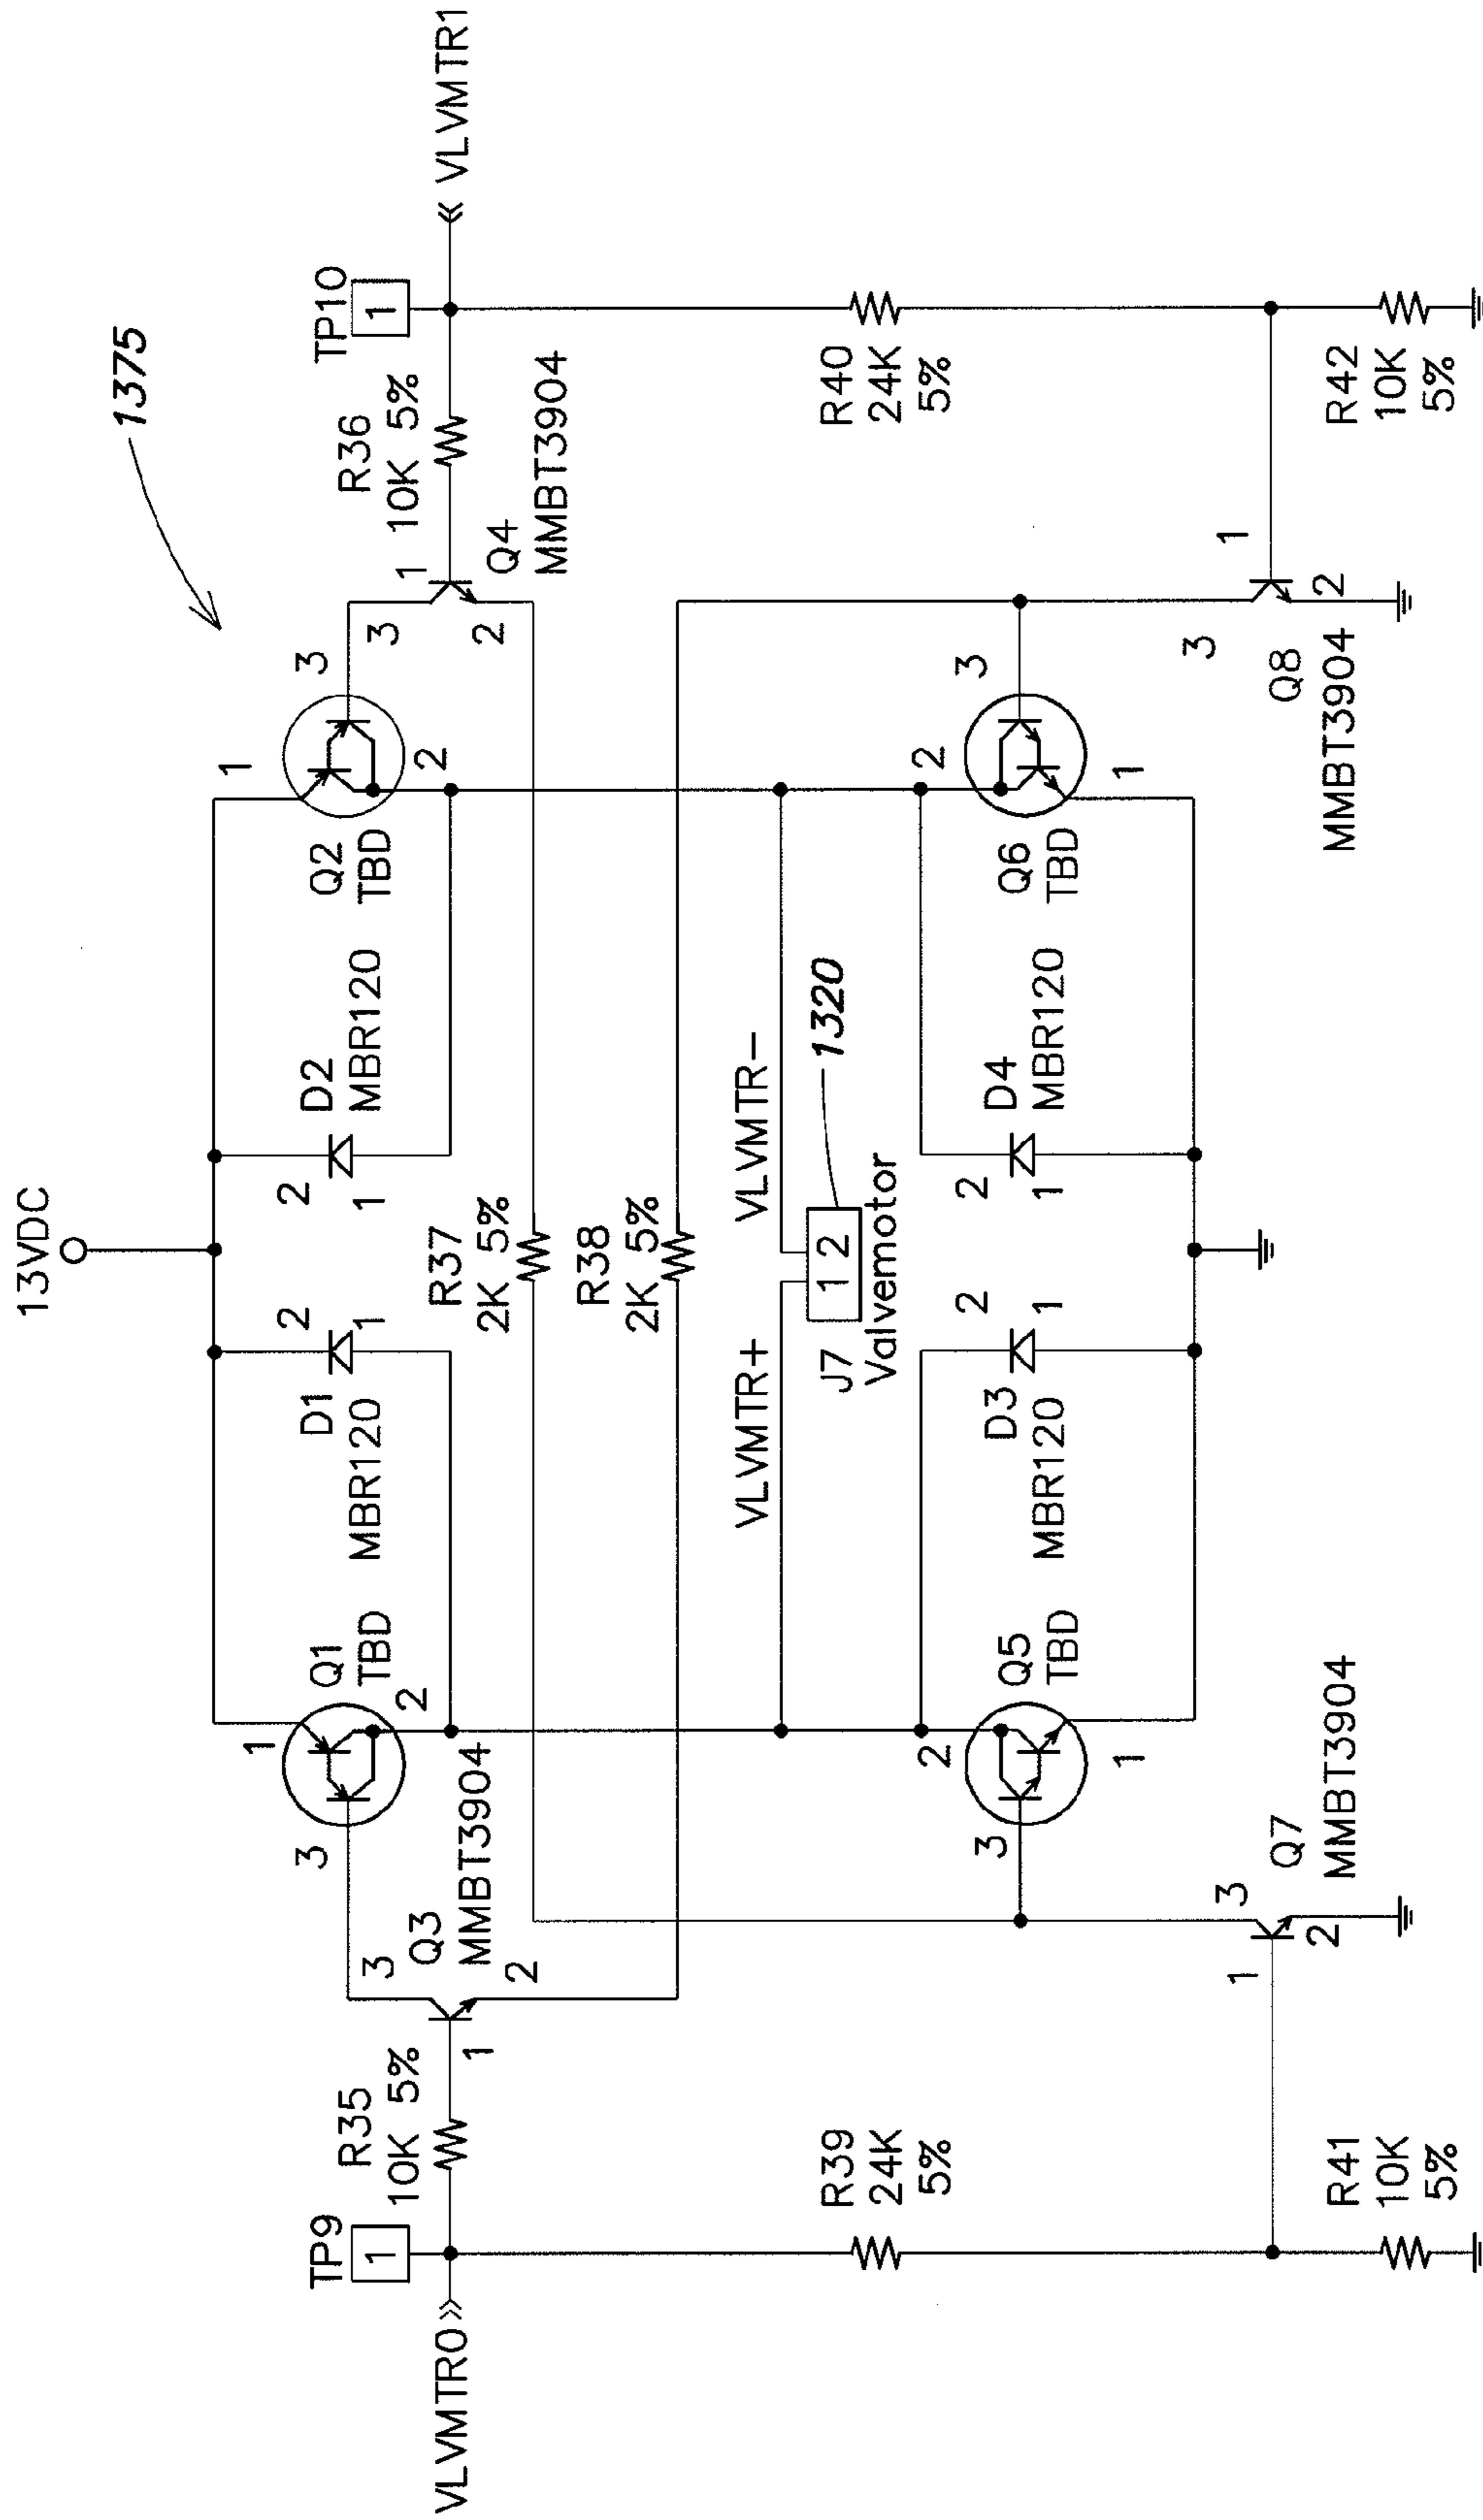 1375
13VDC
Q1
TBD
1
2
3
D1
MBR120
2
1
D2
MBR120
2
1
Q2
TBD
1
2
3
TP9
1
R35
10K 5%
Q3
MMBT3904
3
1
2
R37
2K 5%
R38
2K 5%
TP10
1
R36
10K 5%
Q4
MMBT3904
1
3
2
VLVMTR0
VLVMTR1
VLVMTR+
VLVMTR-
1 2
J7
Valvemotor
1320
R39
24K
5%
Q5
TBD
2
3
1
D3
MBR120
2
1
D4
MBR120
2
1
Q6
TBD
2
3
1
R40
24K
5%
R41
10K
5%
Q7
MMBT3904
3
1
2
Q8
MMBT3904
1
3
2
R42
10K
5%